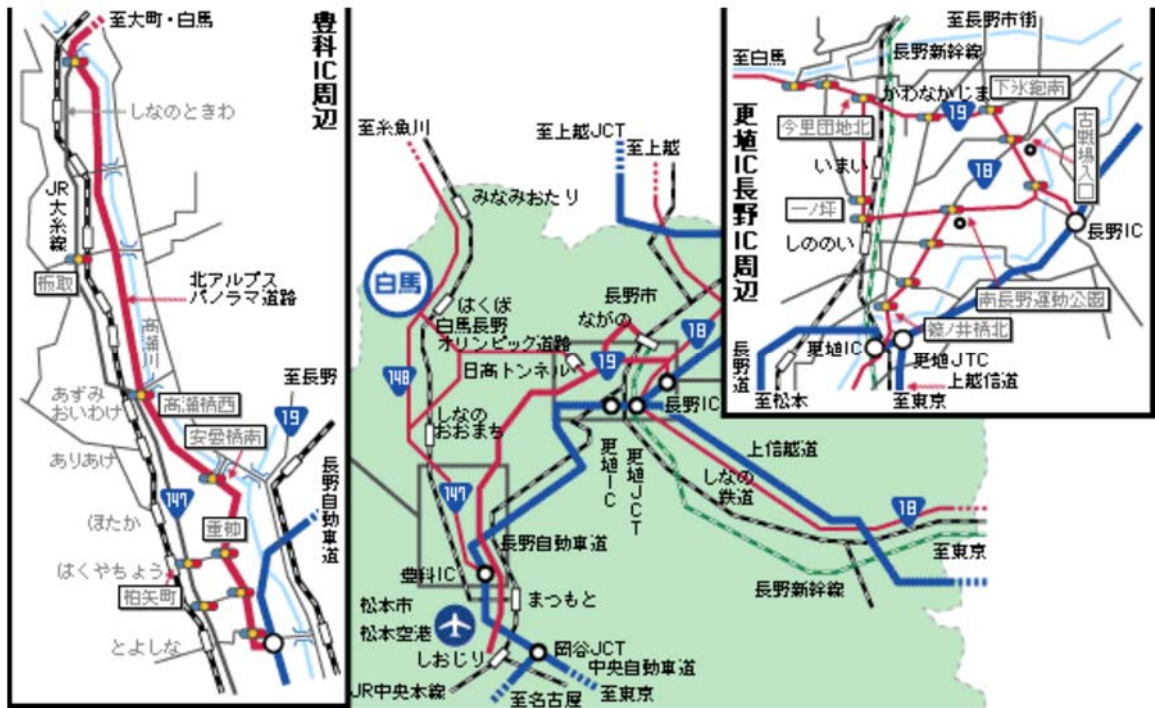 至大町・白馬
豊科IC周辺
しなのときわ
JR大糸線
振取
北アルプス
パノラマ道路
高瀬川
至長野
あずみ
おいわけ
高瀬橋西
安曇橋南
19
ありあけ
147
長野自動車道
ほたか
重柳
はくやちょう
柏矢町
とよしな
至糸魚川
至上越JCT
至上越
みなみおたり
白馬
はくば
白馬長野
オリンピック道路
長野市
ながの
18
19
148
日高トンネル
しなの
おおまち
長野IC
更埴IC
更埴JCT
上信越道
しなの
鉄道
147
18
長野自動車道
至東京
豊科IC
長野新幹線
まつもと
松本市
松本空港
しおじり
岡谷JCT
中央自動車道
JR中央本線
至名古屋
至東京
更埴IC長野IC周辺
至長野市街
長野新幹線
至白馬
かわなかじま
下氷鉋南
19
今里団地北
古戦場入口
いまい
18
一ノ坪
しののい
長野IC
南長野運動公園
篠ノ井橋北
長野道
更埴IC
更埴JTC
上越信道
至松本
至東京